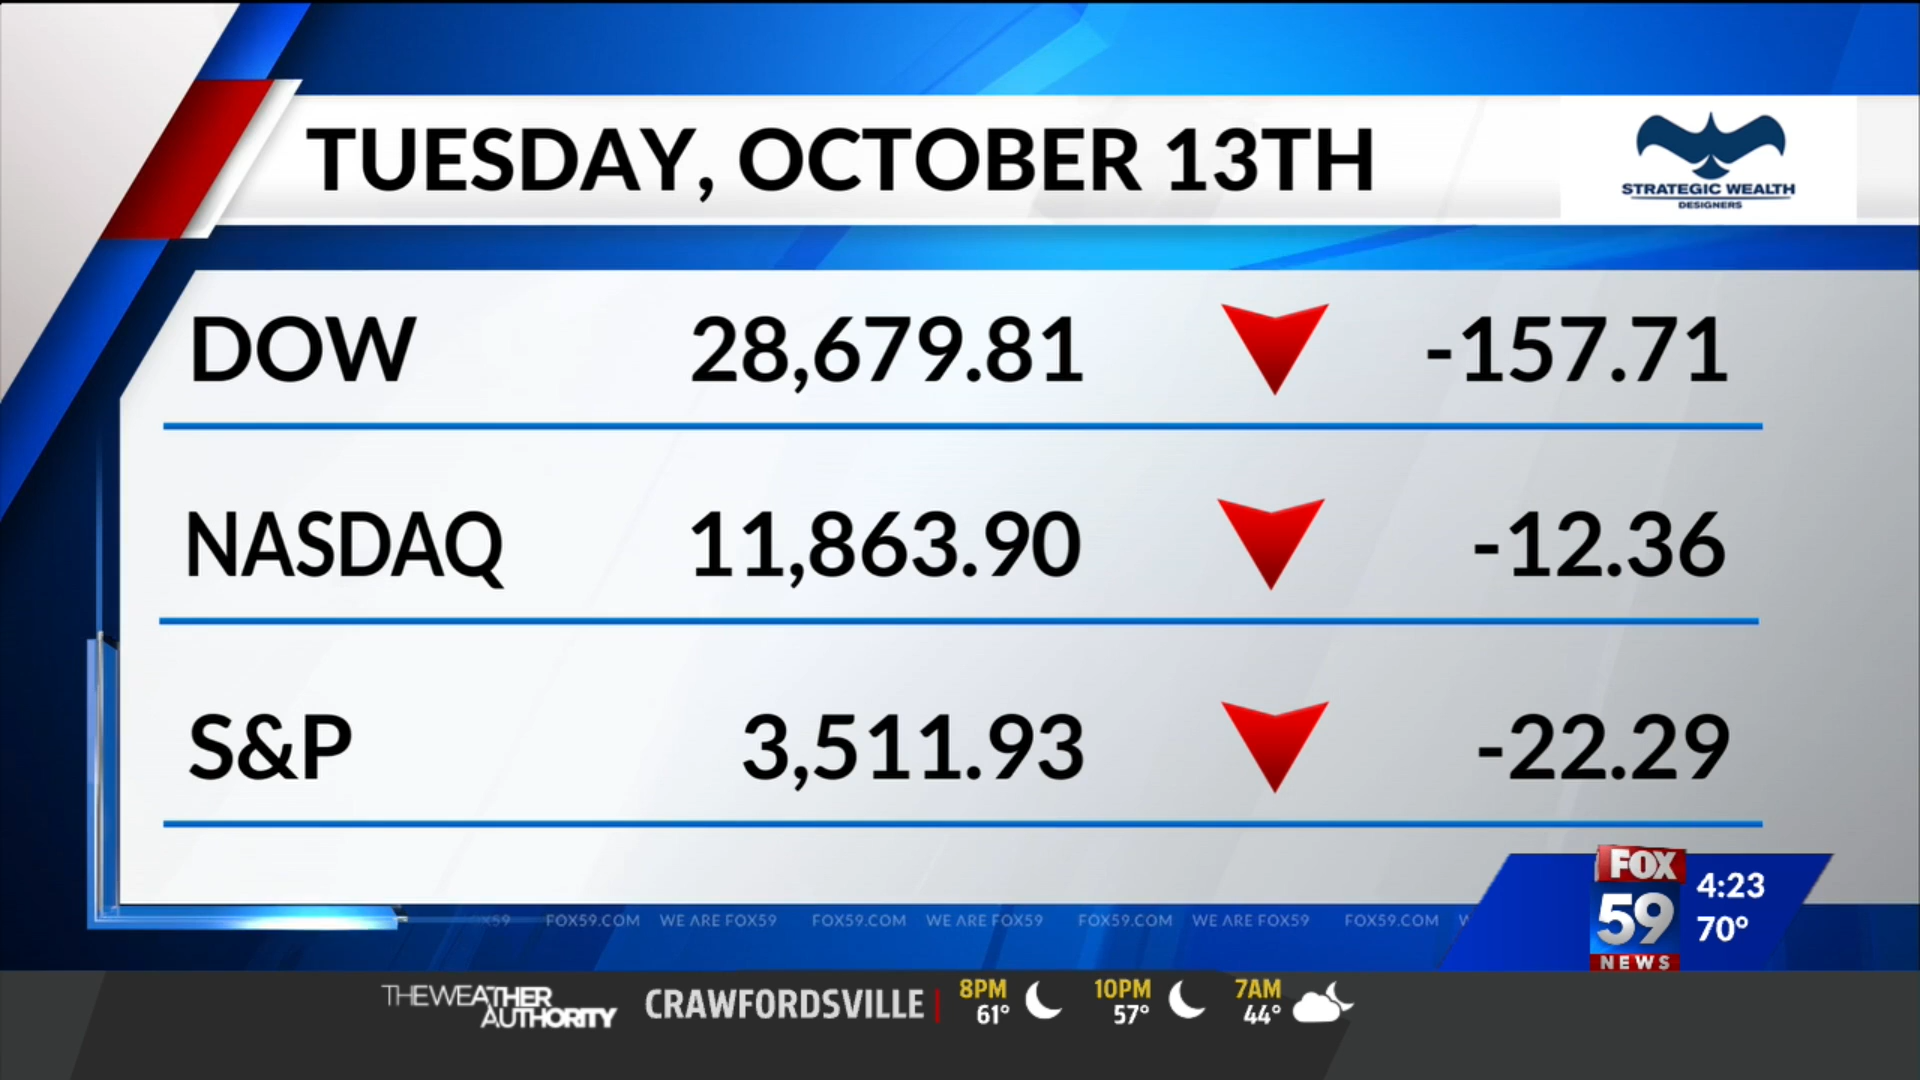 TUESDAY, OCTOBER 13TH
STRATEGIC WEALTH
DESIGNERS
DOW 28,679.81 -157.71
NASDAQ 11,863.90 -12.36
S&P 3,511.93 -22.29
FOX59.COM WE ARE FOX59 FOX59.COM WE ARE FOX59 FOX59.COM WE ARE FOX59 FOX59.COM
FOX
59
NEWS
4:23
70°
THEWEATHER
AUTHORITY
CRAWFORDSVILLE
8PM
61°
10PM
57°
7AM
44°